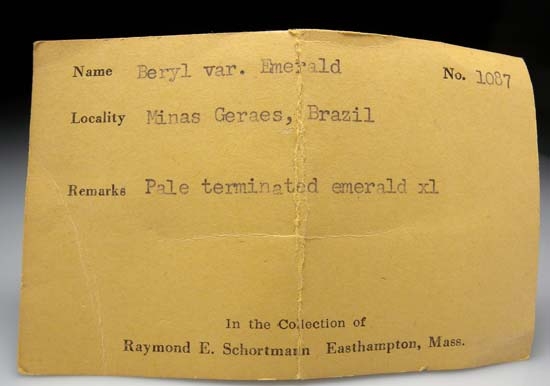 Name Beryl var. Emerald No. 1087
Locality Minas Geraes, Brazil
Remarks Pale terminated emerald xl
In the Collection of
Raymond E. Schortmann Easthampton, Mass.